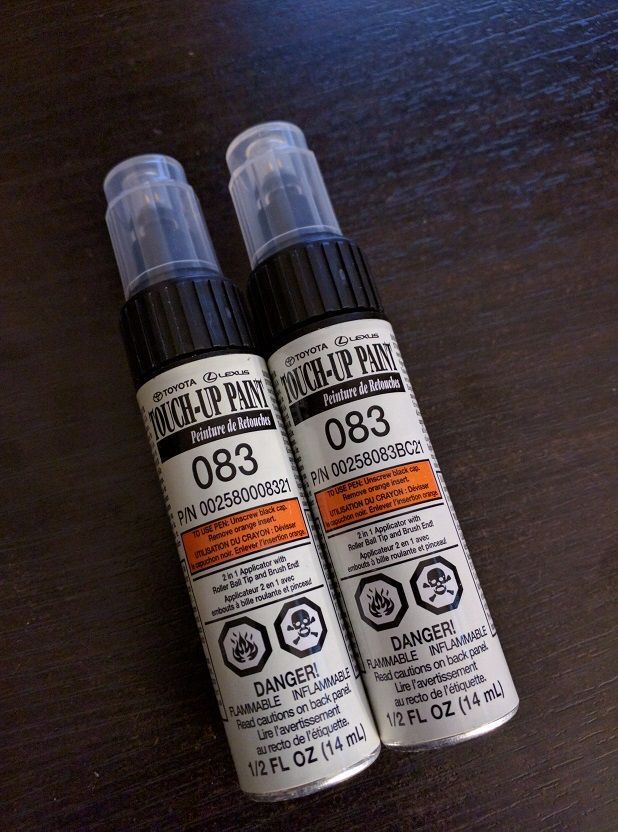 TOYOTA LEXUS
TOUCH-UP PAINT
Peinture de Retouches
083
P/N 002580008321
TO USE PEN: Unscrew black cap.
Remove orange insert.
UTILISATION DU CRAYON : Dévisser
le capuchon noir. Enlever l'insertion orange.
2 in 1 Applicator with
Roller Ball Tip and Brush End!
Applicateur 2 en 1 avec
embouts à bille roulante et pinceau!
DANGER!
FLAMMABLE INFLAMMABLE
Read cautions on back panel.
Lire l'avertissement
au recto de l'étiquette.
1/2 FL OZ (14 mL)
TOYOTA LEXUS
TOUCH-UP PAINT
Peinture de Retouches
083
P/N 00258083BC21
TO USE PEN: Unscrew black cap.
Remove orange insert.
UTILISATION DU CRAYON : Dévisser
le capuchon noir. Enlever l'insertion orange.
2 in 1 Applicator with
Roller Ball Tip and Brush End!
Applicateur 2 en 1 avec
embouts à bille roulante et pinceau!
DANGER!
FLAMMABLE INFLAMMABLE
Read cautions on back panel.
Lire l'avertissement
au recto de l'étiquette.
1/2 FL OZ (14 mL)